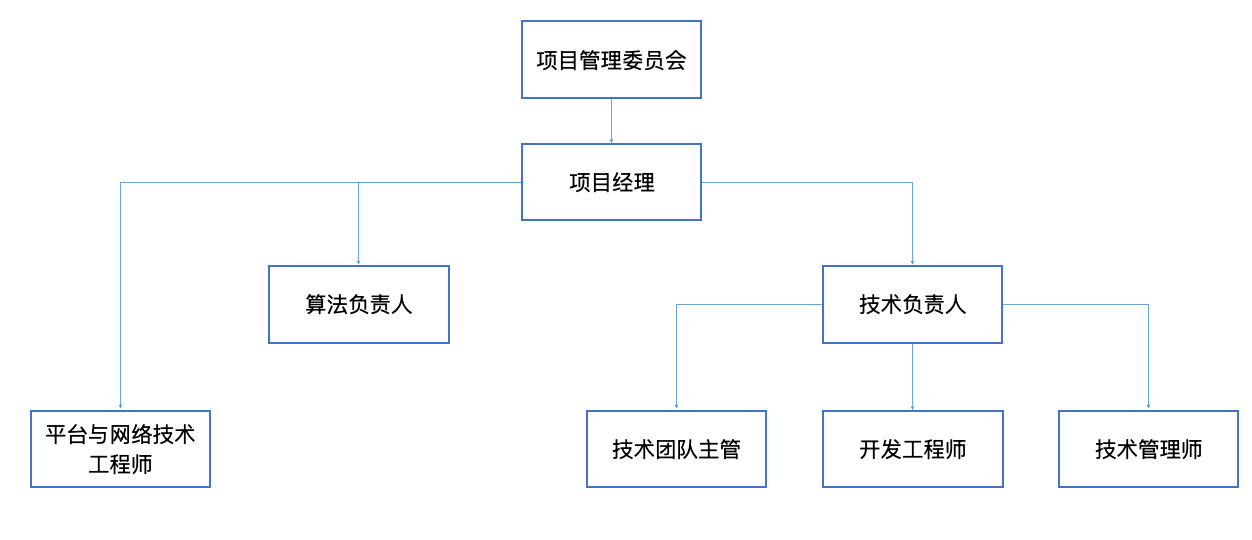 项目管理委员会
项目经理
算法负责人
技术负责人
平台与网络技术
工程师
技术团队主管
开发工程师
技术管理师